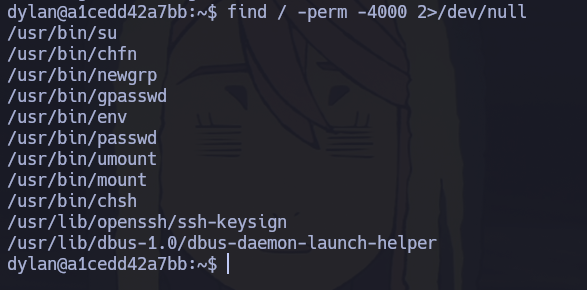 dylan@a1cedd42a7bb:~$ find / -perm -4000 2>/dev/null
/usr/bin/su
/usr/bin/chfn
/usr/bin/newgrp
/usr/bin/gpasswd
/usr/bin/env
/usr/bin/passwd
/usr/bin/umount
/usr/bin/mount
/usr/bin/chsh
/usr/lib/openssh/ssh-keysign
/usr/lib/dbus-1.0/dbus-daemon-launch-helper
dylan@a1cedd42a7bb:~$